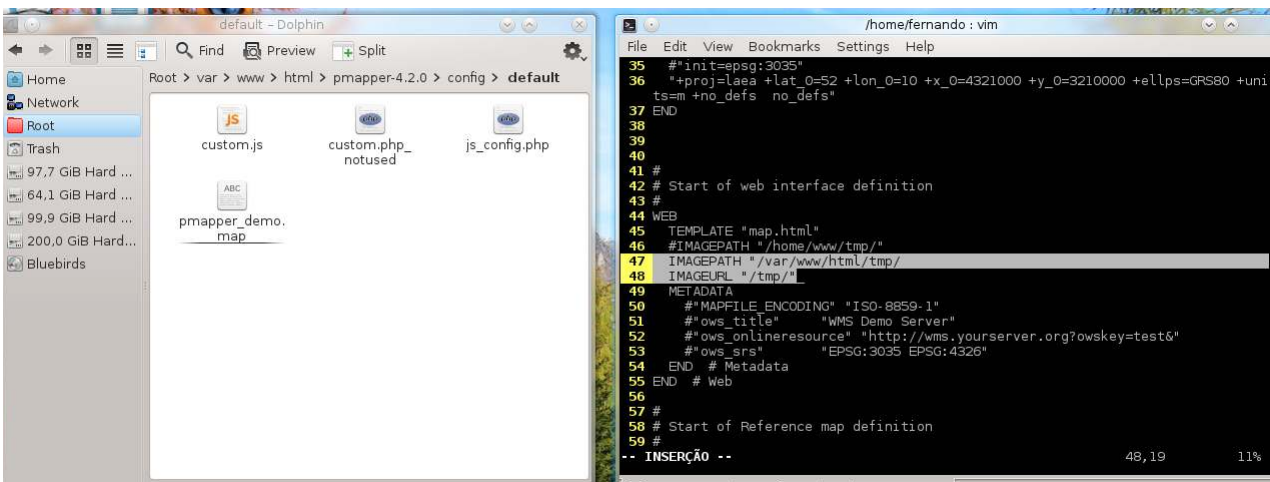 default – Dolphin
Find Preview Split
Home
Network
Root
Trash
97,7 GiB Hard ...
64,1 GiB Hard ...
99,9 GiB Hard ...
200,0 GiB Hard...
Bluebirds
Root > var > www > html > pmapper-4.2.0 > config > default
custom.js
custom.php_
notused
js_config.php
pmapper_demo.
map
JS
php
php
ABC
/home/fernando : vim
File Edit View Bookmarks Settings Help
35 #"init=epsg:3035"
36 "+proj=laea +lat_0=52 +lon_0=10 +x_0=4321000 +y_0=3210000 +ellps=GRS80 +uni
ts=m +no_defs no_defs"
37 END
38
39
40
41 #
42 # Start of web interface definition
43 #
44 WEB
45 TEMPLATE "map.html"
46 #IMAGEPATH "/home/www/tmp/"
47 IMAGEPATH "/var/www/html/tmp/
48 IMAGEURL "/tmp/"_
49 METADATA
50 #"MAPFILE_ENCODING" "ISO-8859-1"
51 #"ows_title" "WMS Demo Server"
52 #"ows_onlineresource" "http://wms.yourserver.org?owskey=test&"
53 #"ows_srs" "EPSG:3035 EPSG:4326"
54 END # Metadata
55 END # Web
56
57 #
58 # Start of Reference map definition
59 #
-- INSERÇÃO -- 48,19 11%